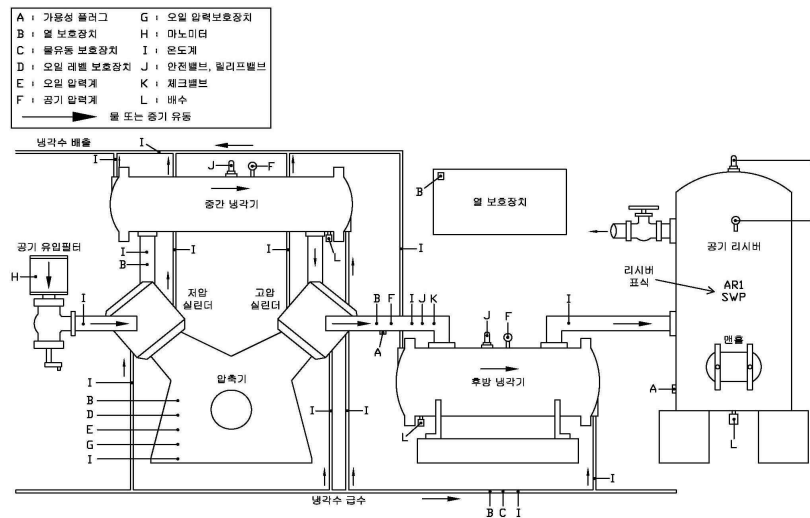 A : 가용성 플러그
B : 열 보호장치
C : 물유동 보호장치
D : 오일 레벨 보호장치
E : 오일 압력계
F : 공기 압력계
G : 오일 압력보호장치
H : 마노미터
I : 온도계
J : 안전밸브, 릴리프밸브
K : 체크밸브
L : 배수
물 또는 증기 유동
냉각수 배출
I
I
J
F
중간 냉각기
B
열 보호장치
공기 리시버
리시버
표식
AR1
SWP
맨홀
공기 유입필터
H
I
B
I
I
L
I
저압
실린더
고압
실린더
I
B
F
I
J
K
A
J
F
I
후방 냉각기
L
A
L
압축기
I
B
D
E
G
I
I
I
I
냉각수 급수
B
C
I